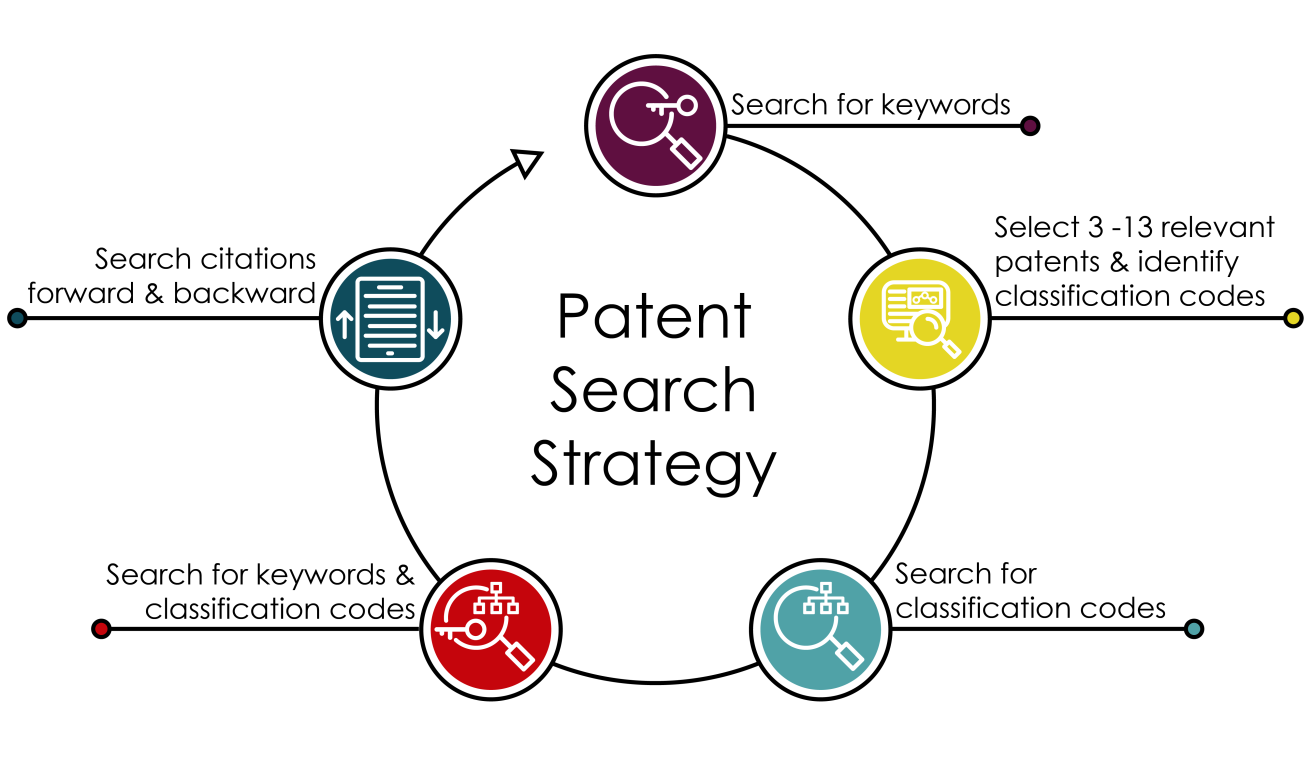 Search for keywords
Select 3 -13 relevant
patents & identify
classification codes
Search for
classification codes
Search for keywords &
classification codes
Search citations
forward & backward
Patent
Search
Strategy